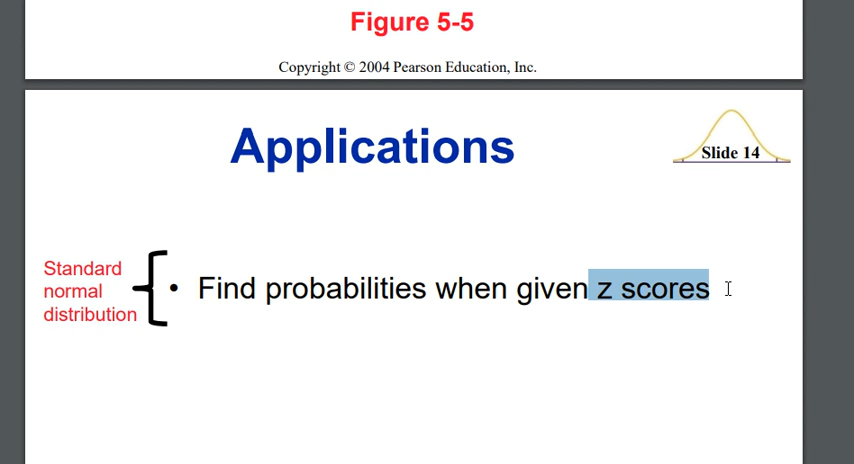 Figure 5-5
Copyright © 2004 Pearson Education, Inc.
Applications
Slide 14
Standard
normal
distribution
• Find probabilities when given z scores